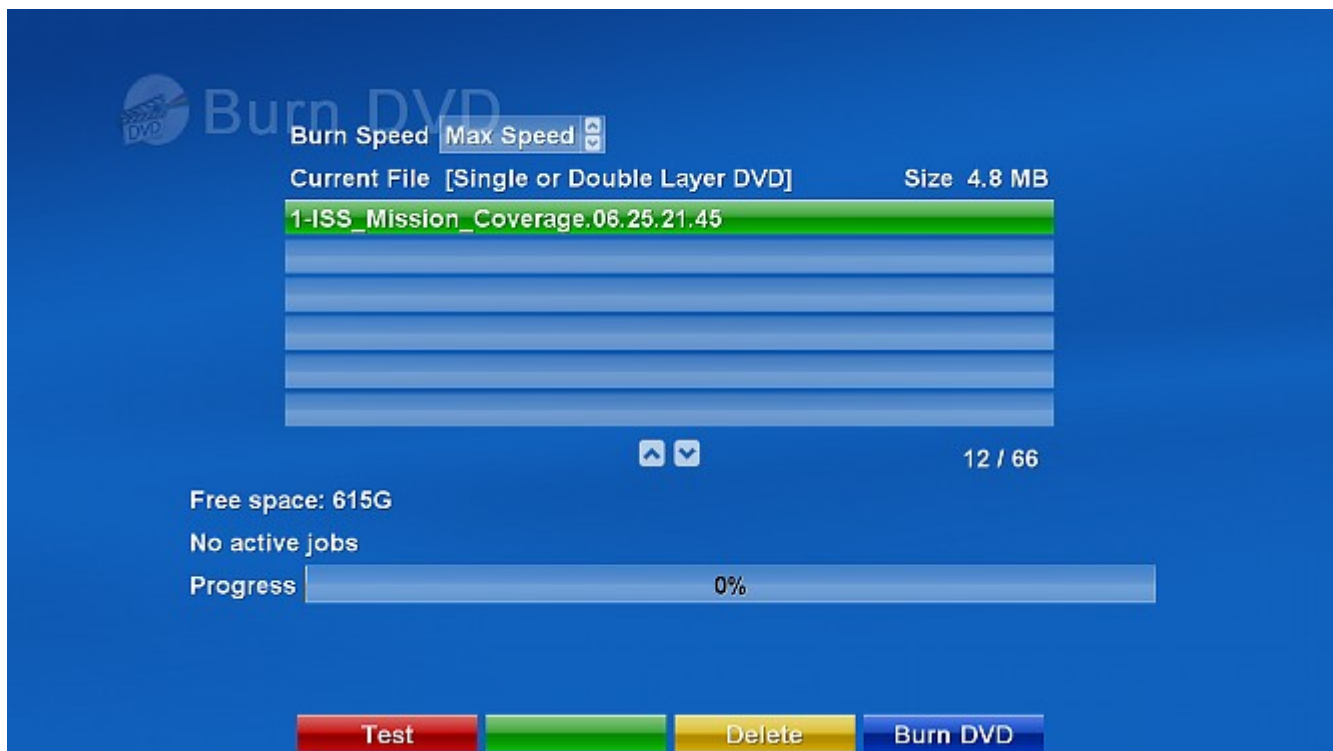 Burn DVD
DVD
Burn Speed Max Speed
Current File [Single or Double Layer DVD] Size 4.8 MB
1-ISS_Mission_Coverage.06.25.21.45
12 / 66
Free space: 615G
No active jobs
Progress 0%
Test Delete Burn DVD